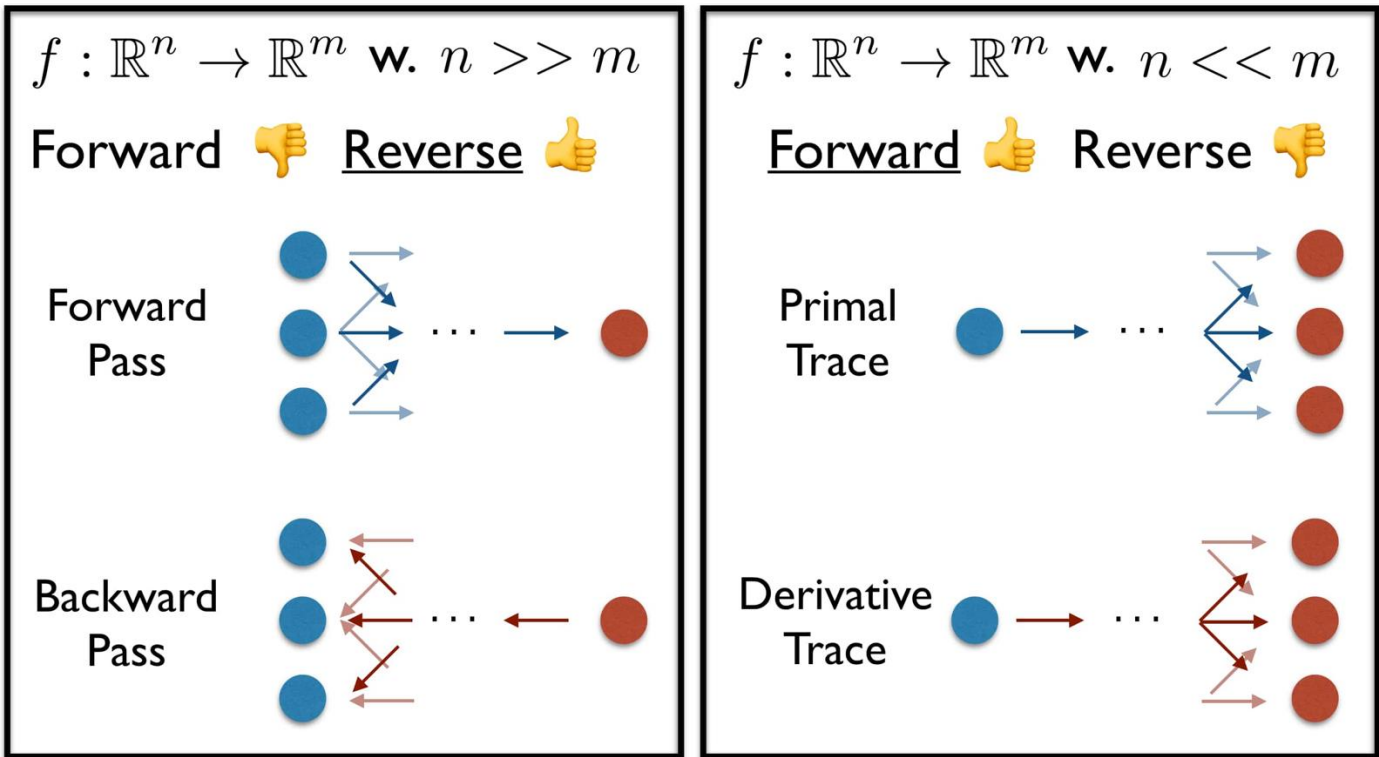 f : ℝⁿ → ℝᵐ w. n >> m
Forward 👎 Reverse 👍
Forward
Pass
...
Backward
Pass
...
f : ℝⁿ → ℝᵐ w. n << m
Forward 👍 Reverse 👎
Primal
Trace
...
Derivative
Trace
...